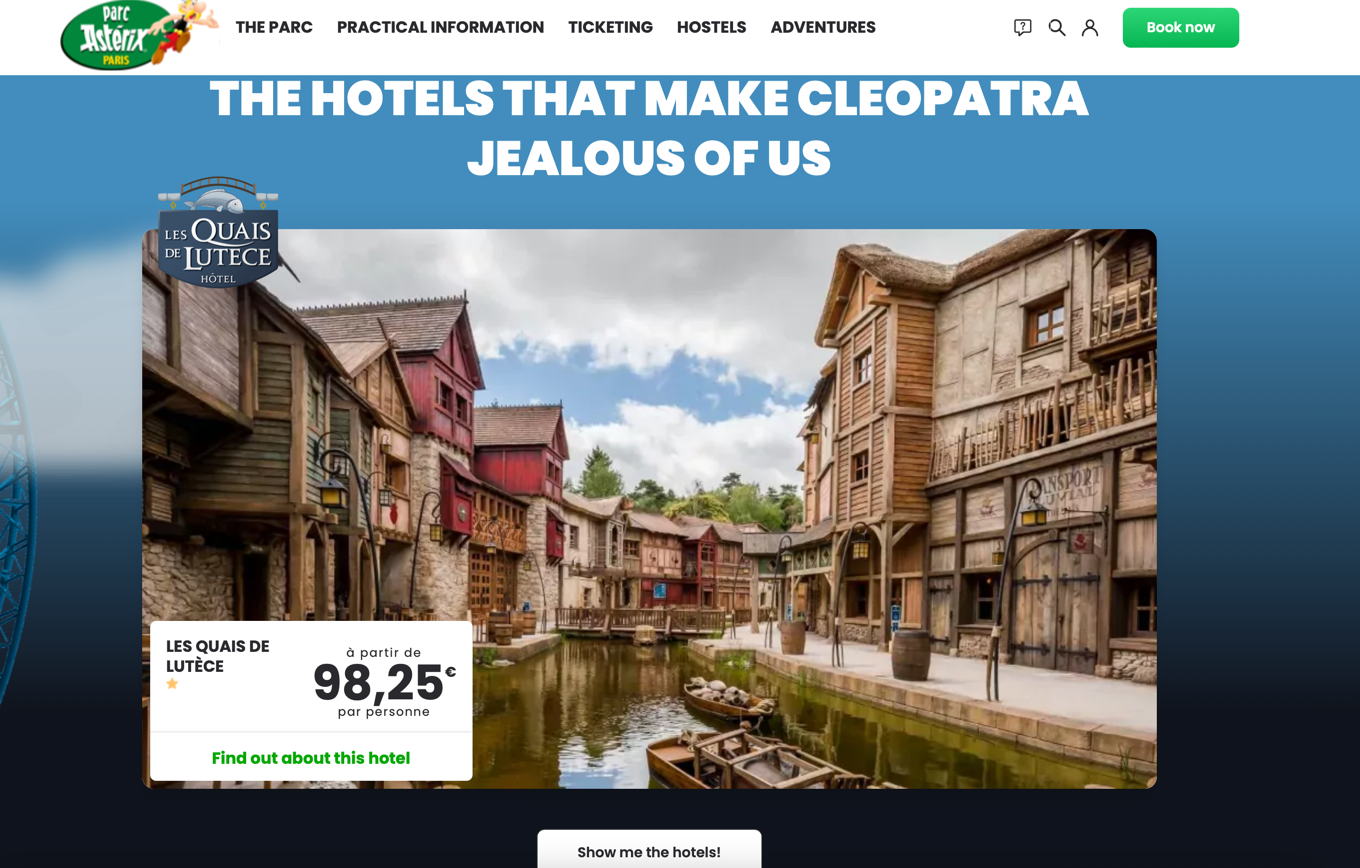 Parc
Astérix
PARIS
THE PARC
PRACTICAL INFORMATION
TICKETING
HOSTELS
ADVENTURES
?
Book now
THE HOTELS THAT MAKE CLEOPATRA
JEALOUS OF US
LES QUAIS
DE LUTECE
HÔTEL
LES QUAIS DE
LUTÈCE
à partir de
98,25€
par personne
Find out about this hotel
Show me the hotels!